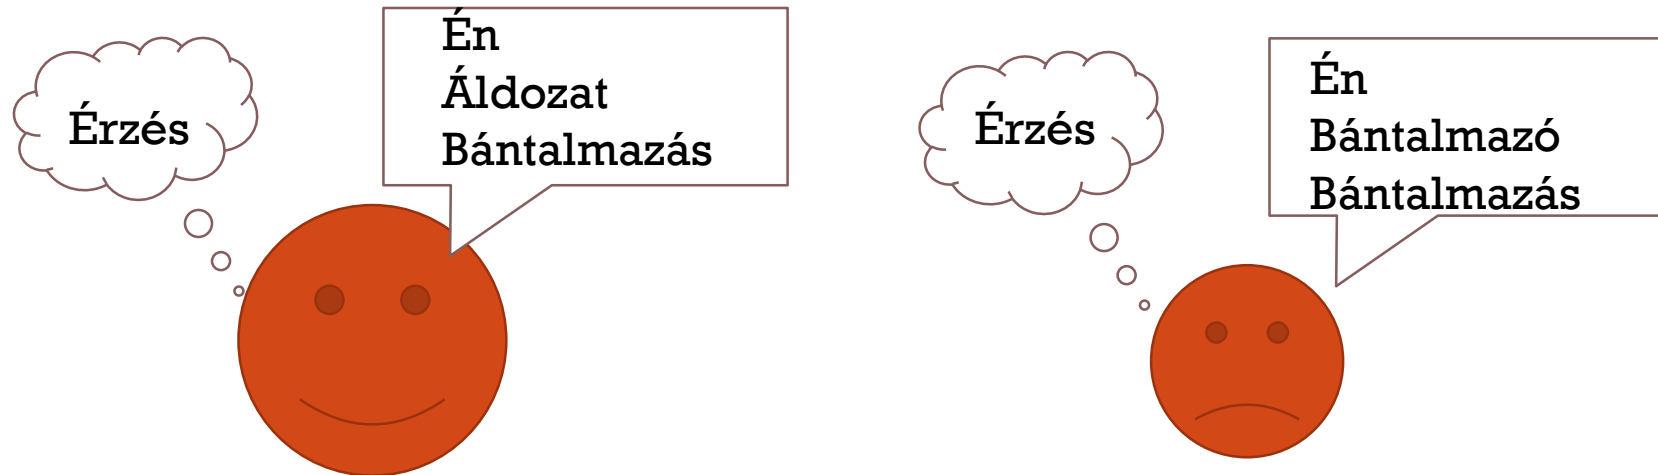 Érzés
Én
Áldozat
Bántalmazás
Érzés
Én
Bántalmazó
Bántalmazás